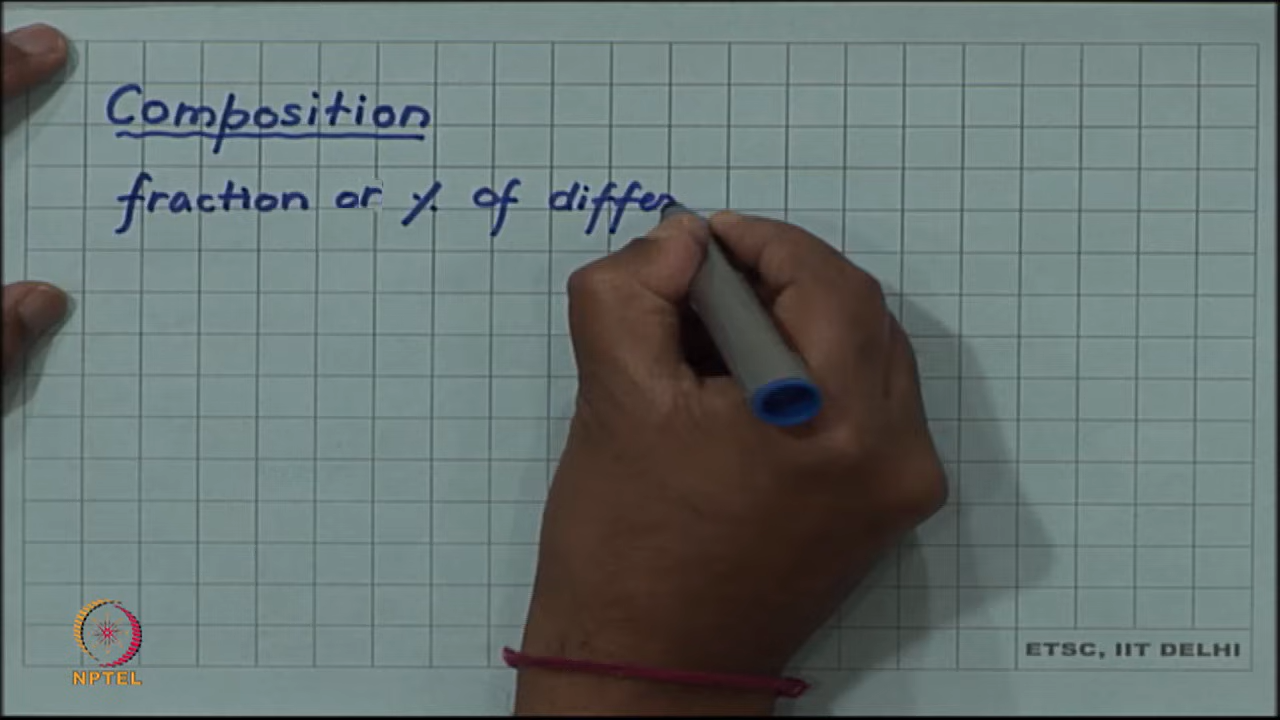 Composition
fraction or % of differ
NPTEL
ETSC, IIT DELHI